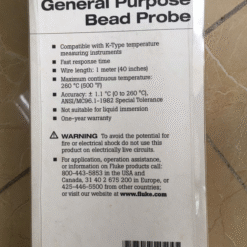 General Purpose
Bead Probe
Compatible with K-Type temperature
measuring instruments
Fast response time
Wire length: 1 meter (40 inches)
Maximum continuous temperature:
260 °C (500 °F)
Accuracy: ± 1.1 °C (0 to 260 °C),
ANSI/MC96.1-1982 Special Tolerance
Not suitable for liquid immersion
One-year warranty
WARNING To avoid the potential for
fire or electrical shock do not use this
product on electrically live circuits.
For application, operation assistance,
or information on Fluke products call:
800-443-5853 in the USA and
Canada, 31 40 2 675 200 in Europe, or
425-446-5500 from other countries;
or visit our website at www.fluke.com.